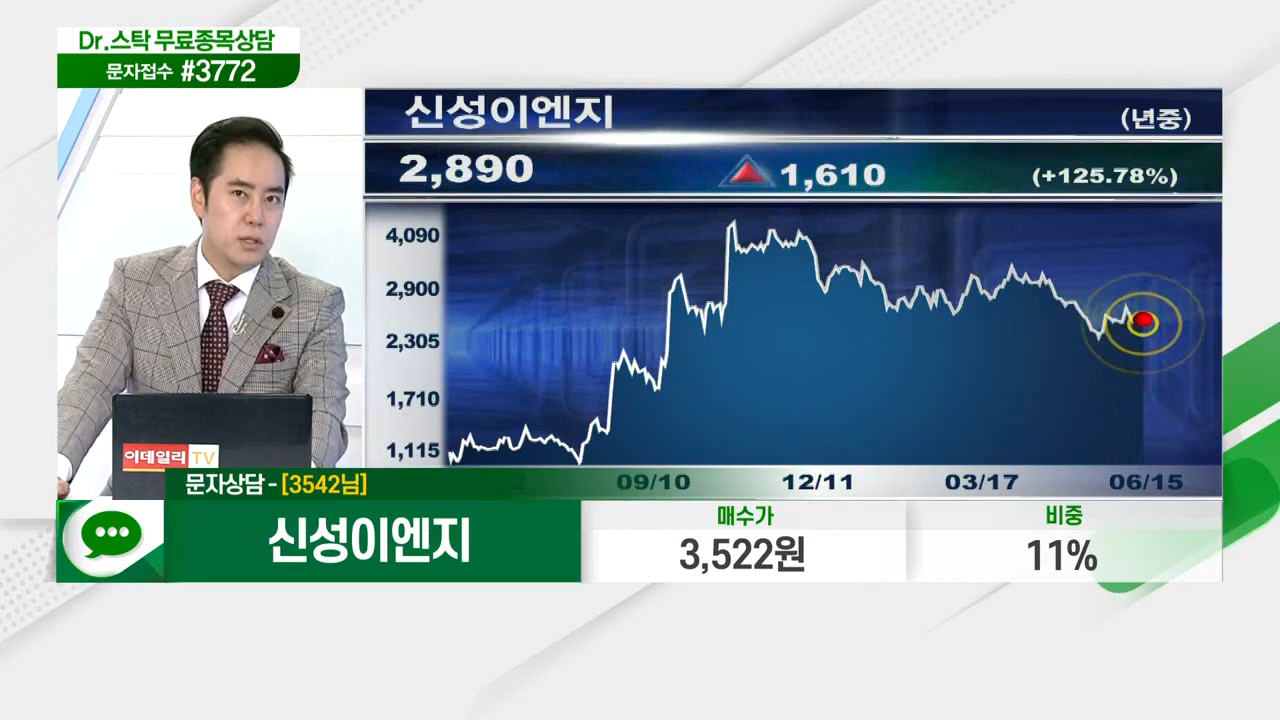 Dr.스탁 무료종목상담
문자접수 #3772
신성이엔지
(년중)
2,890
1,610
(+125.78%)
4,090
2,900
2,305
1,710
1,115
09/10
12/11
03/17
06/15
이데일리 TV
문자상담 - [3542님]
신성이엔지
매수가
3,522원
비중
11%